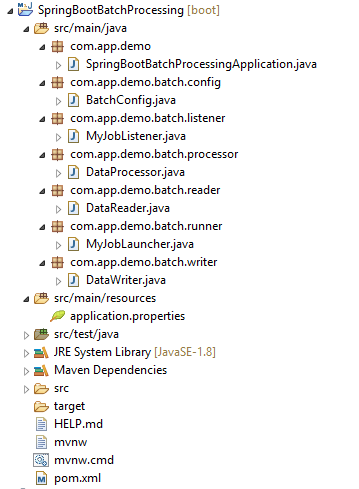 SpringBootBatchProcessing [boot]
src/main/java
com.app.demo
SpringBootBatchProcessingApplication.java
com.app.demo.batch.config
BatchConfig.java
com.app.demo.batch.listener
MyJobListener.java
com.app.demo.batch.processor
DataProcessor.java
com.app.demo.batch.reader
DataReader.java
com.app.demo.batch.runner
MyJobLauncher.java
com.app.demo.batch.writer
DataWriter.java
src/main/resources
application.properties
src/test/java
JRE System Library [JavaSE-1.8]
Maven Dependencies
src
target
HELP.md
mvnw
mvnw.cmd
pom.xml